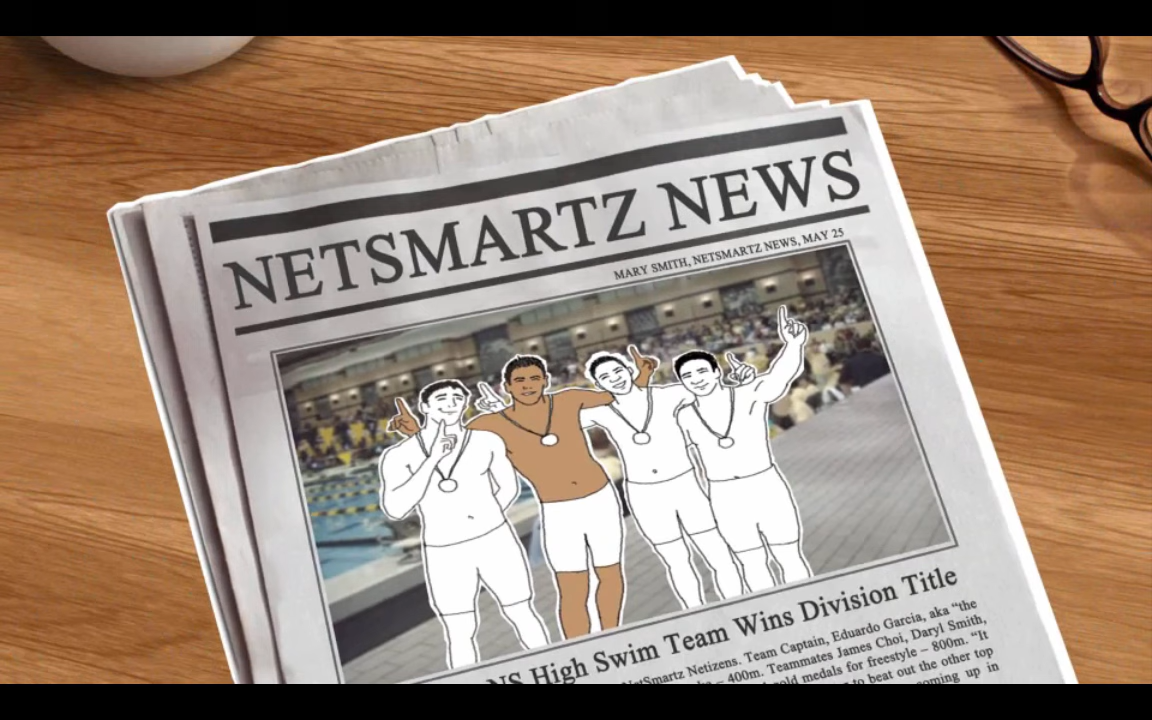 NETSMARTZ NEWS
MARY SMITH, NETSMARTZ NEWS, MAY 25
NS High Swim Team Wins Division Title
NetSmartz Netizens. Team Captain, Eduardo Garcia, aka “the
– 400m. Teammates James Choi, Daryl Smith,
gold medals for freestyle – 800m. “It
to beat out the other top
coming up in